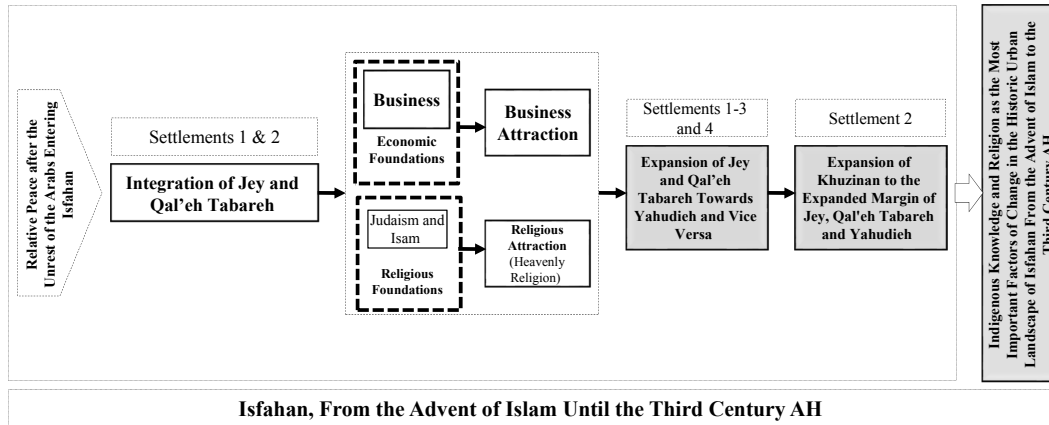 Relative Peace after the
Unrest of the Arabs Entering
Isfahan
Settlements 1 & 2
Integration of Jey and
Qal'eh Tabareh
Business
Economic
Foundations
Business
Attraction
Judaism and
Isam
Religious
Foundations
Religious
Attraction
(Heavenly
Religion)
Settlements 1-3
and 4
Expansion of Jey
and Qal'eh
Tabareh Towards
Yahudieh and Vice
Versa
Settlement 2
Expansion of
Khuzinan to the
Expanded Margin of
Jey, Qal'eh Tabareh
and Yahudieh
Indigenous Knowledge and Religion as the Most
Important Factors of Change in the Historic Urban
Landscape of Isfahan From the Advent of Islam to the
Third Century AH
Isfahan, From the Advent of Islam Until the Third Century AH